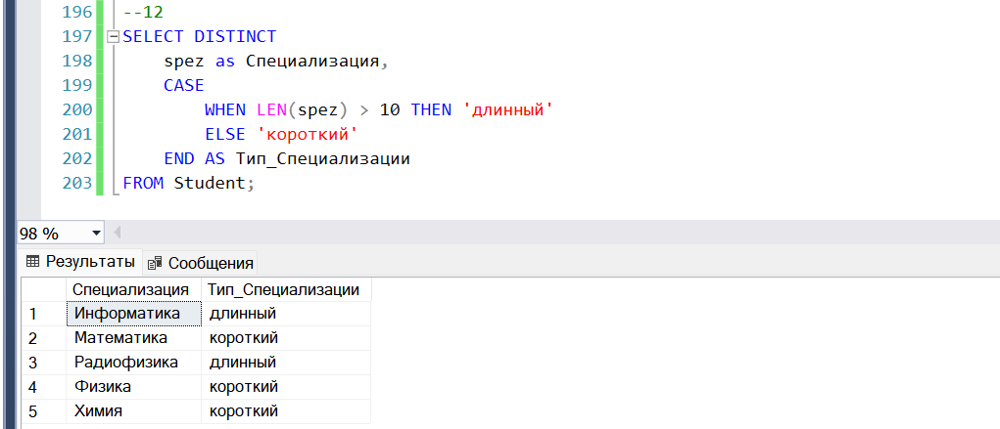 196 --12
197 SELECT DISTINCT
198 spez as Специализация,
199 CASE
200 WHEN LEN(spez) > 10 THEN 'длинный'
201 ELSE 'короткий'
202 END AS Тип_Специализации
203 FROM Student;
98 %
Результаты Сообщения
Специализация Тип_Специализации
1 Информатика длинный
2 Математика короткий
3 Радиофизика длинный
4 Физика короткий
5 Химия короткий